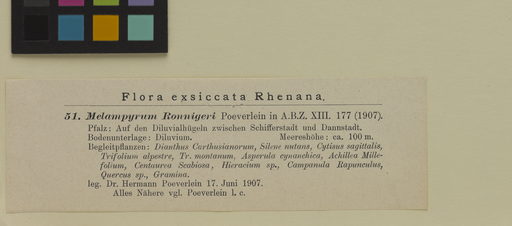 Flora exsiccata Rhenana.
51. Melampyrum Ronnigeri Poeverlein in A.B.Z. XIII. 177 (1907).
Pfalz: Auf den Diluvialhügeln zwischen Schifferstadt und Dannstadt.
Bodenunterlage: Diluvium. Meereshöhe: ca. 100 m.
Begleitpflanzen: Dianthus Carthusianorum, Silene nutans, Cytisus sagittalis,
Trifolium alpestre, Tr. montanum, Asperula cynanchica, Achillea Mille-
folium, Centaurea Scabiosa, Hieracium sp., Campanula Rapunculus,
Quercus sp., Gramina.
leg. Dr. Hermann Poeverlein 17. Juni 1907.
Alles Nähere vgl. Poeverlein l. c.